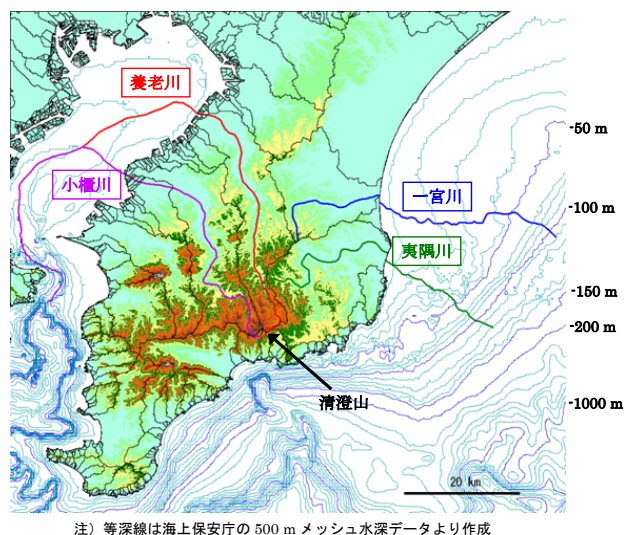 養老川
小櫃川
一宮川
夷隅川
清澄山
-50 m
-100 m
-150 m
-200 m
-1000 m
20 km
注）等深線は海上保安庁の 500 m メッシュ水深データより作成